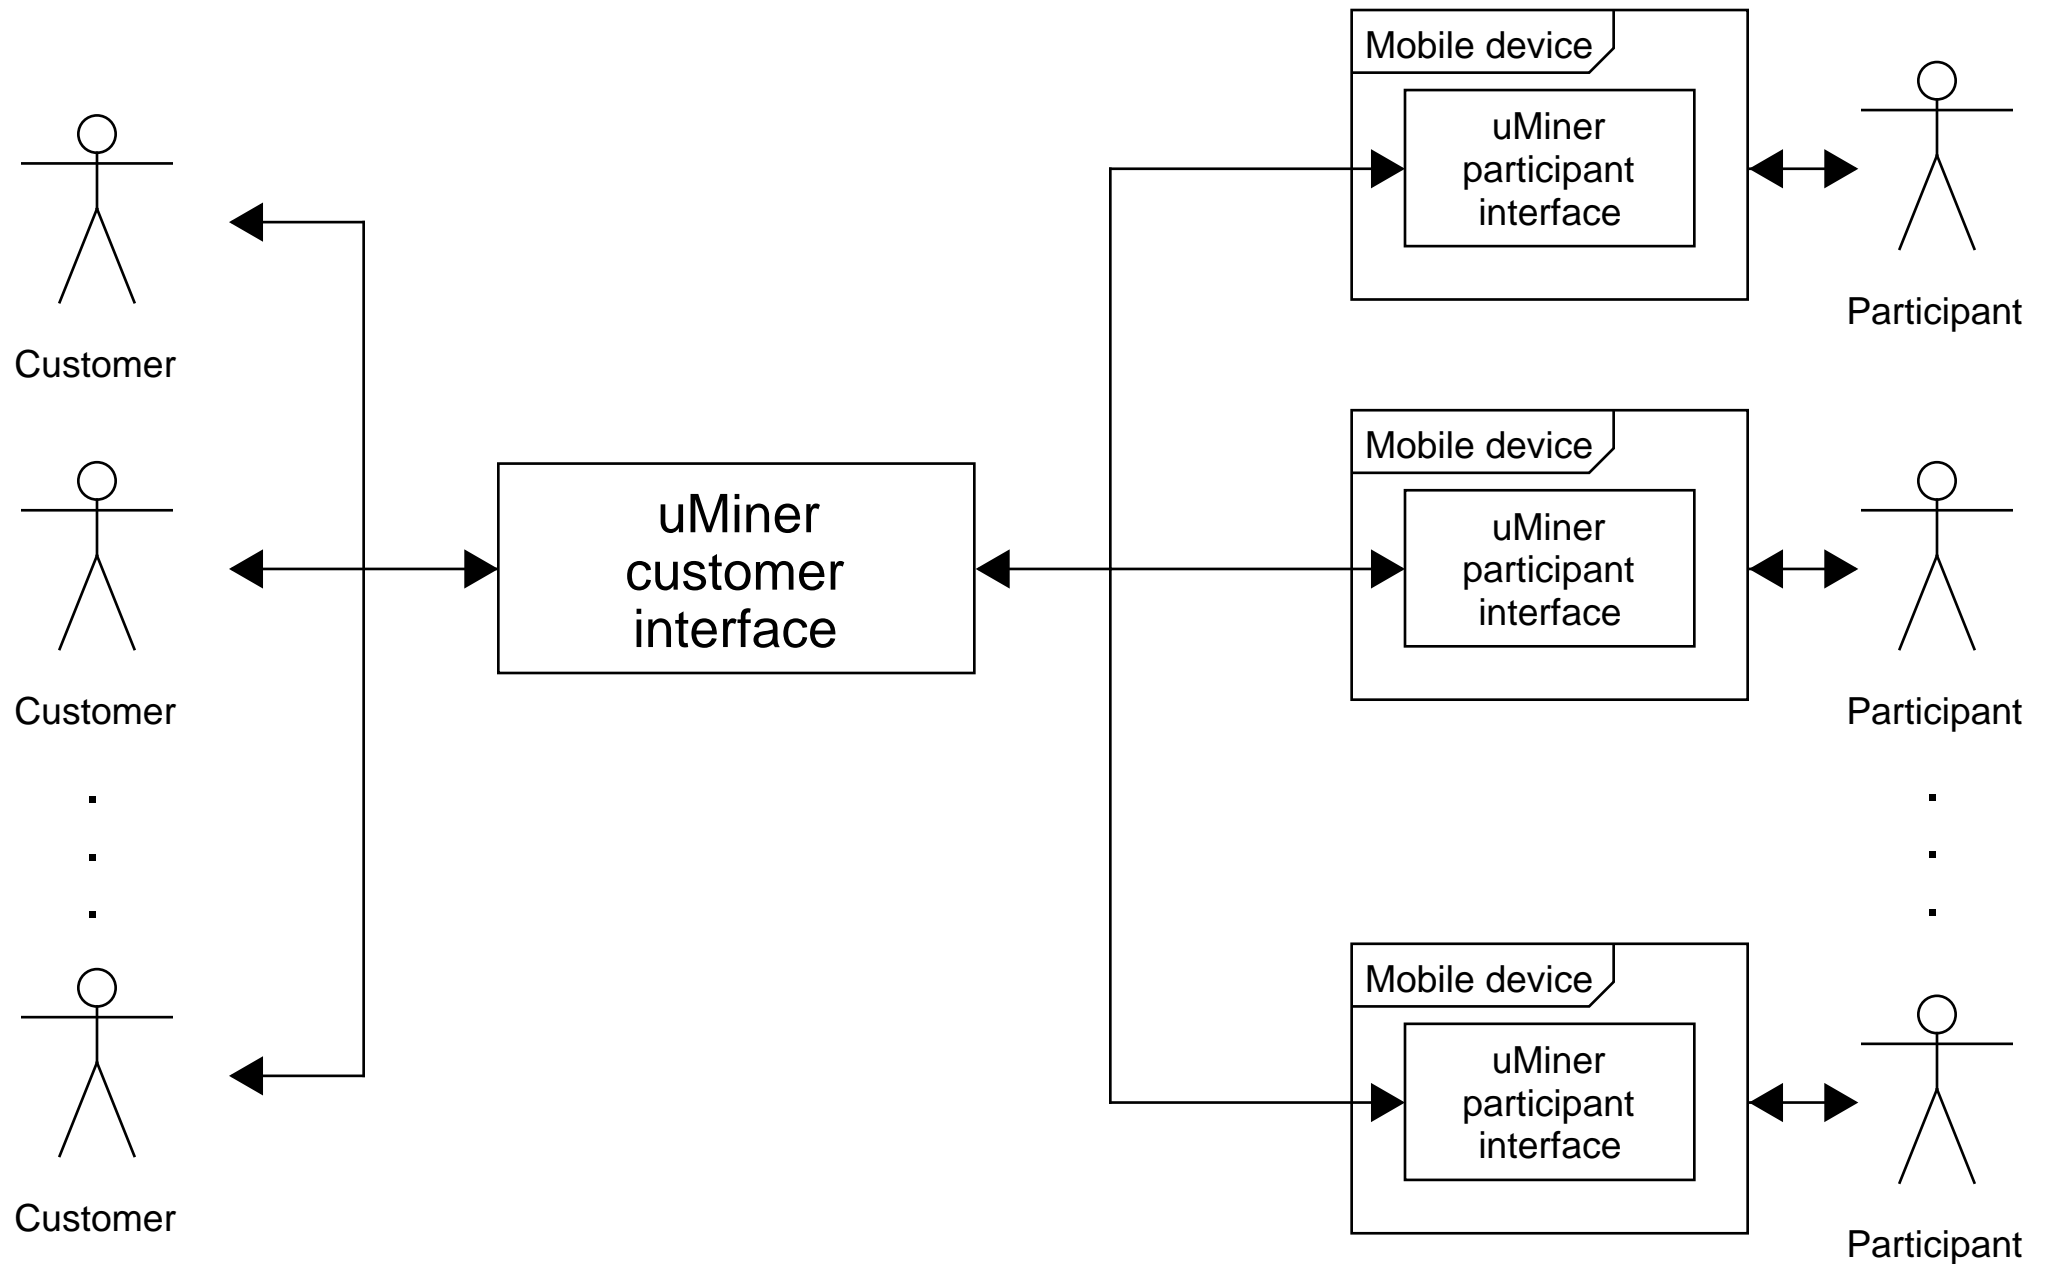 Customer
Customer
Customer
uMiner
customer
interface
Mobile device
uMiner
participant
interface
Participant
Mobile device
uMiner
participant
interface
Participant
Mobile device
uMiner
participant
interface
Participant